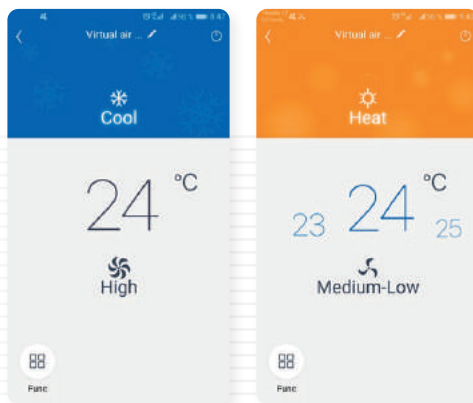 Virtual air ...
Cool
24 °C
High
Func
Virtual air ...
Heat
23 24 °C 25
Medium-Low
Func